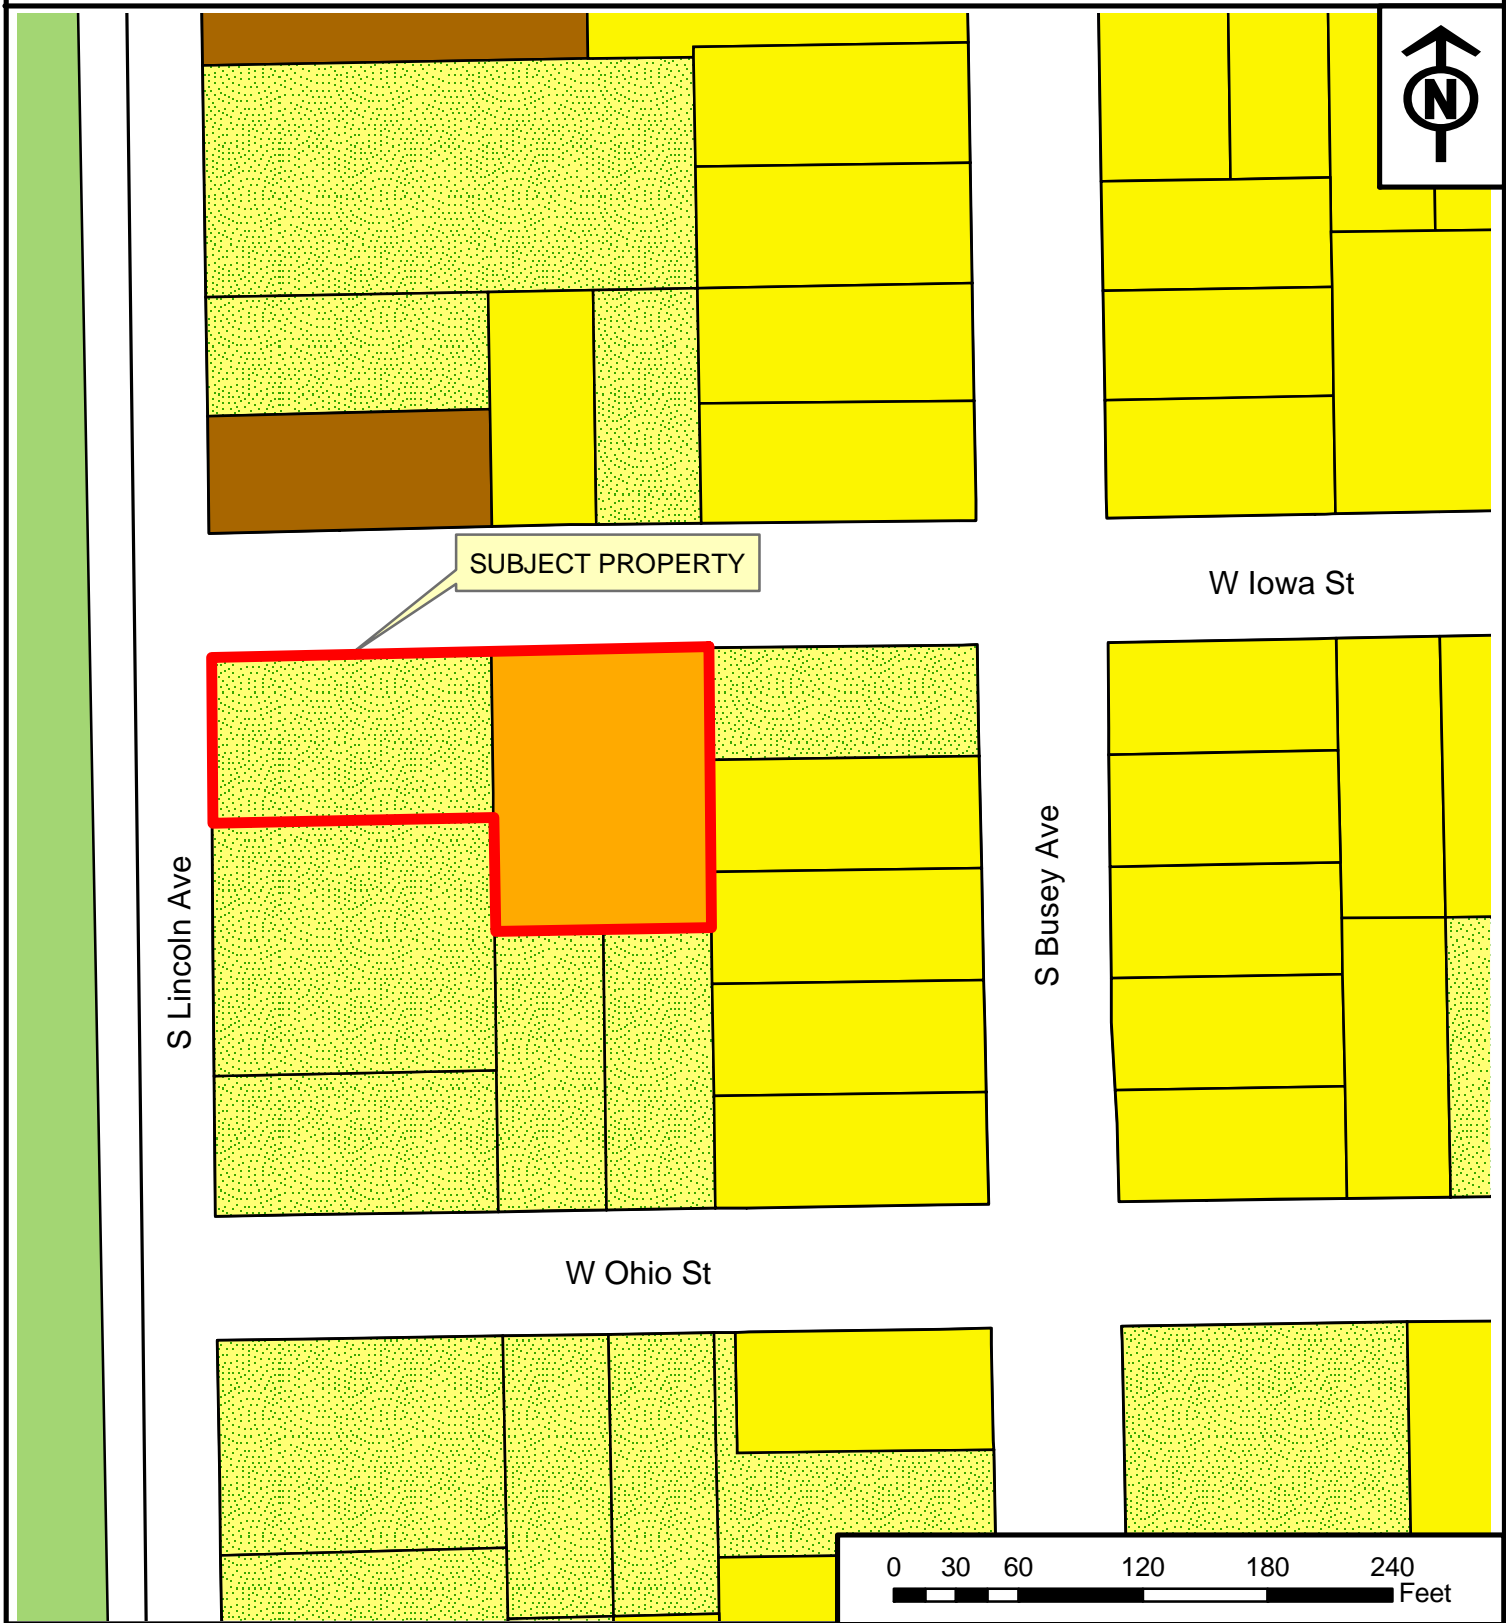 N
SUBJECT PROPERTY
W Iowa St
S Lincoln Ave
S Busey Ave
W Ohio St
0 30 60 120 180 240
Feet